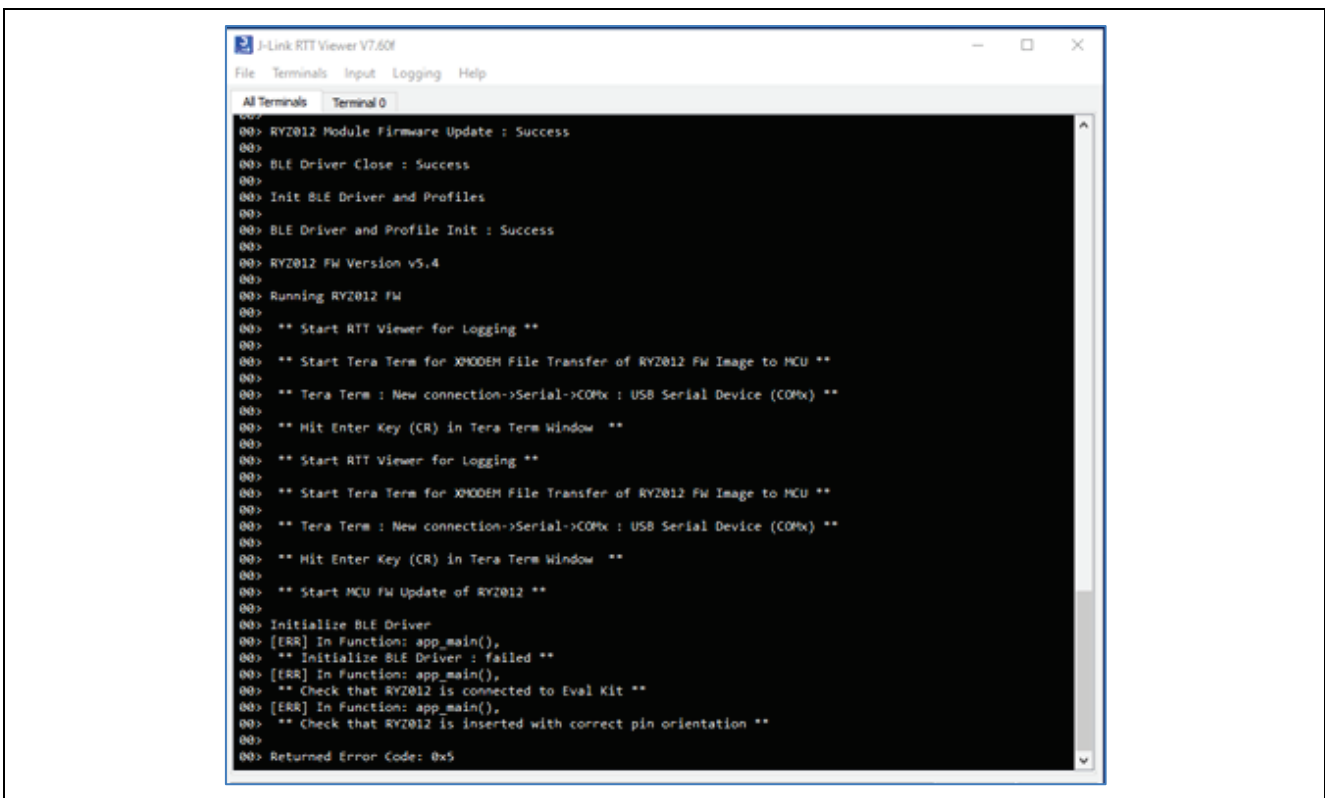 J-Link RTT Viewer V7.60f
File Terminals Input Logging Help
All Terminals Terminal 0
00> RYZ012 Module Firmware Update : Success
00>
00> BLE Driver Close : Success
00>
00> Init BLE Driver and Profiles
00>
00> BLE Driver and Profile Init : Success
00>
00> RYZ012 FW Version v5.4
00>
00> Running RYZ012 FW
00>
00> ** Start RTT Viewer for Logging **
00>
00> ** Start Tera Term for XMODEM File Transfer of RYZ012 FW Image to MCU **
00>
00> ** Tera Term : New connection->Serial->COMx : USB Serial Device (COMx) **
00>
00> ** Hit Enter Key (CR) in Tera Term Window **
00>
00> ** Start RTT Viewer for Logging **
00>
00> ** Start Tera Term for XMODEM File Transfer of RYZ012 FW Image to MCU **
00>
00> ** Tera Term : New connection->Serial->COMx : USB Serial Device (COMx) **
00>
00> ** Hit Enter Key (CR) in Tera Term Window **
00>
00> ** Start MCU FW Update of RYZ012 **
00>
00> Initialize BLE Driver
00> [ERR] In Function: app_main(),
00> ** Initialize BLE Driver : failed **
00> [ERR] In Function: app_main(),
00> ** Check that RYZ012 is connected to Eval Kit **
00> [ERR] In Function: app_main(),
00> ** Check that RYZ012 is inserted with correct pin orientation **
00>
00> Returned Error Code: 0x5